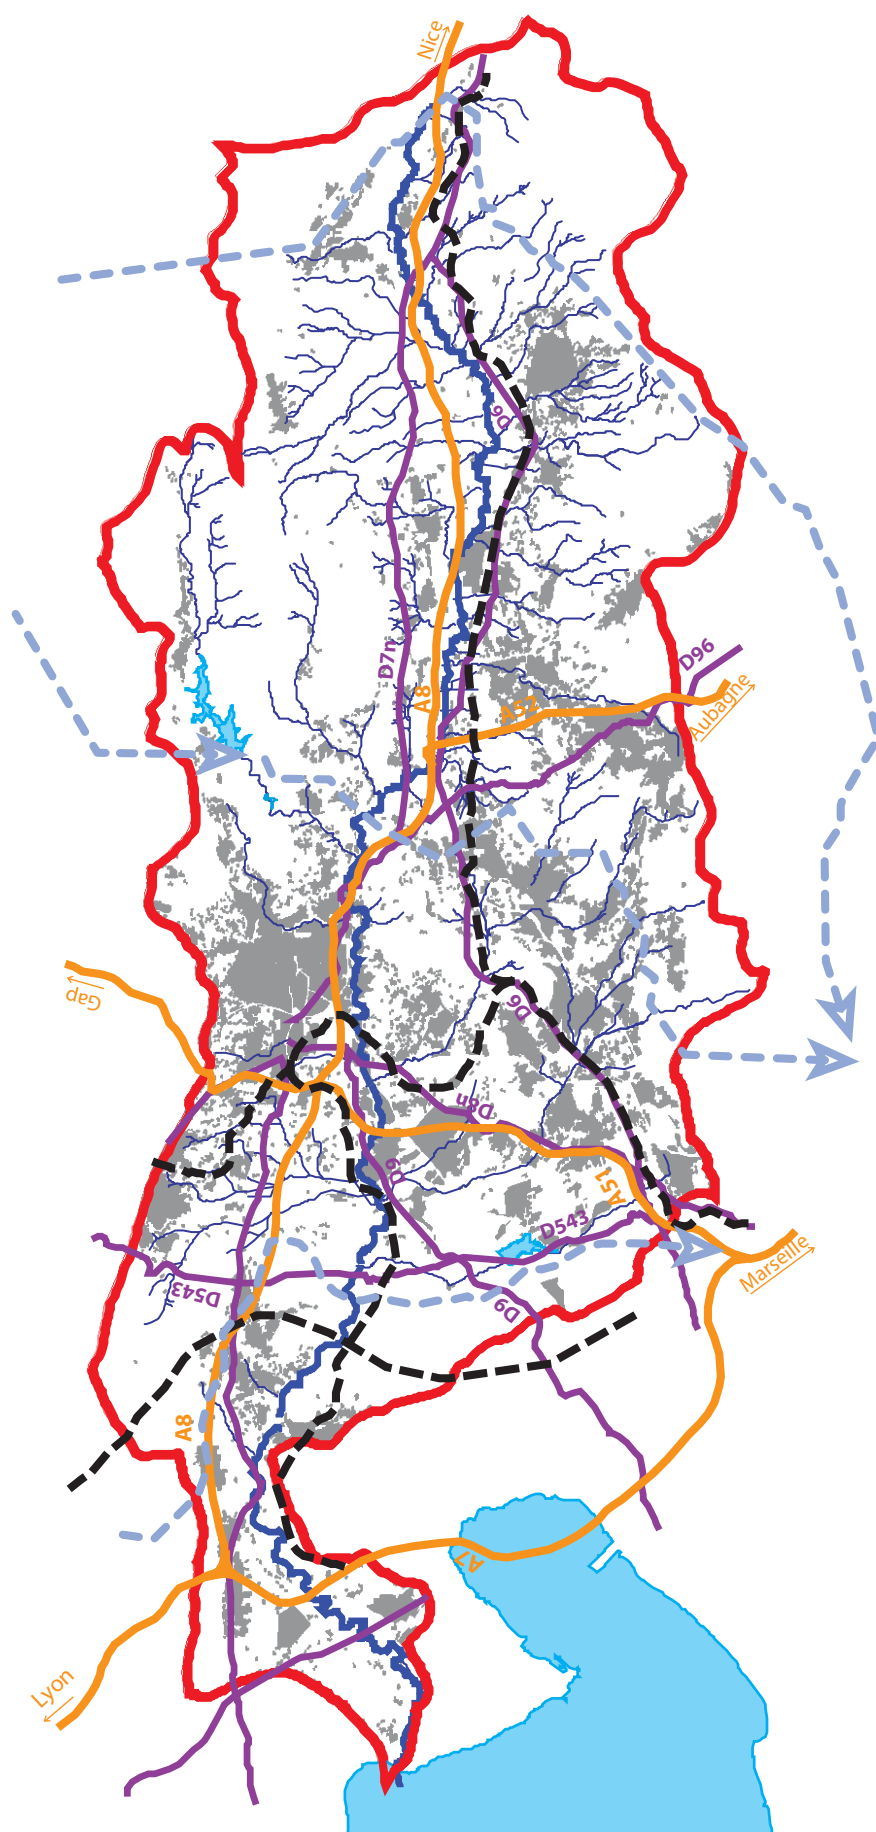 Nice
D6
D7n
D96
A8
A52
Aubagne
Gap
D6
D8n
D9
A51
D543
D543
Marseille
D9
A8
A7
Lyon